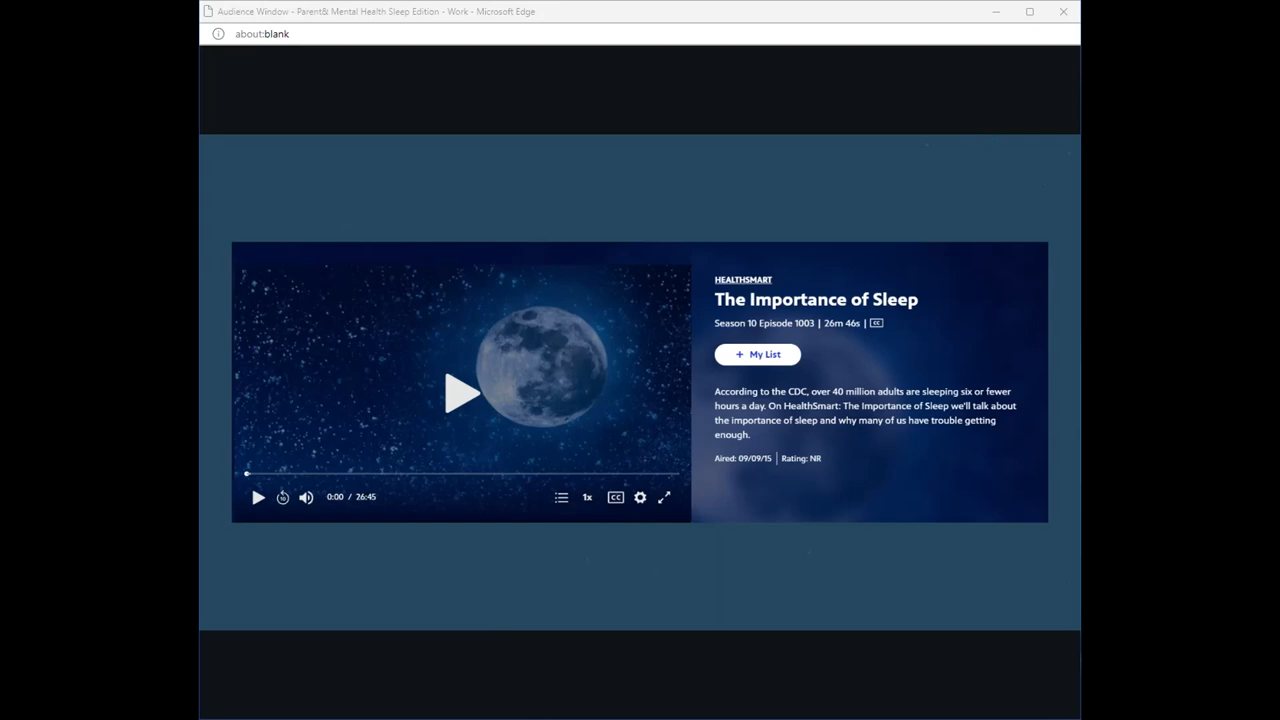 Audience Window - Parent& Mental Health Sleep Edition - Work - Microsoft Edge
about:blank
HEALTHSMART
The Importance of Sleep
Season 10 Episode 1003 | 26m 46s | CC
+ My List
According to the CDC, over 40 million adults are sleeping six or fewer
hours a day. On HealthSmart: The Importance of Sleep we'll talk about
the importance of sleep and why many of us have trouble getting
enough.
Aired: 09/09/15 | Rating: NR
10 0:00 / 26:45 1x CC